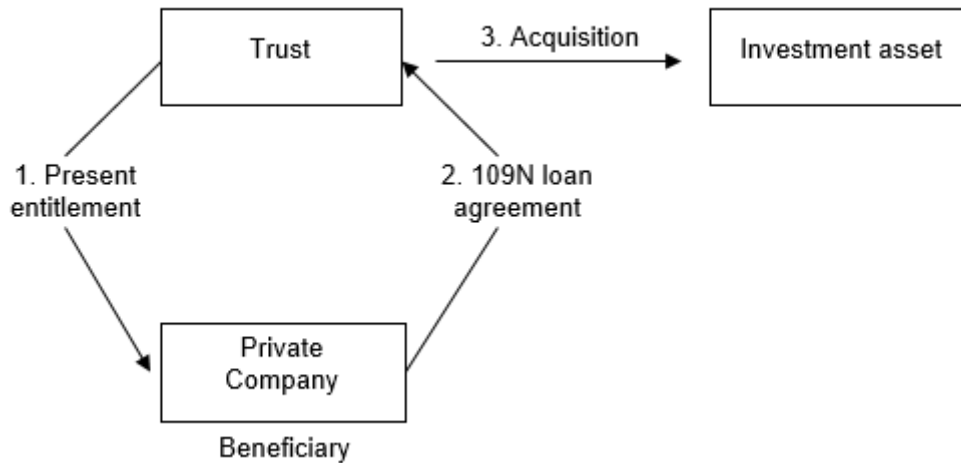 Trust
3. Acquisition
Investment asset
1. Present
entitlement
2. 109N loan
agreement
Private
Company
Beneficiary